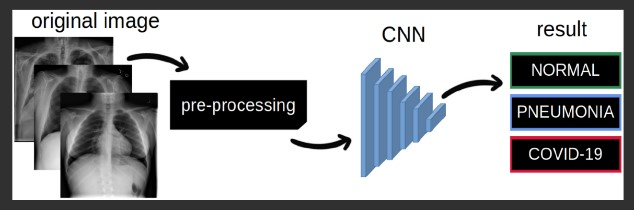 original image
pre-processing
CNN
result
NORMAL
PNEUMONIA
COVID-19